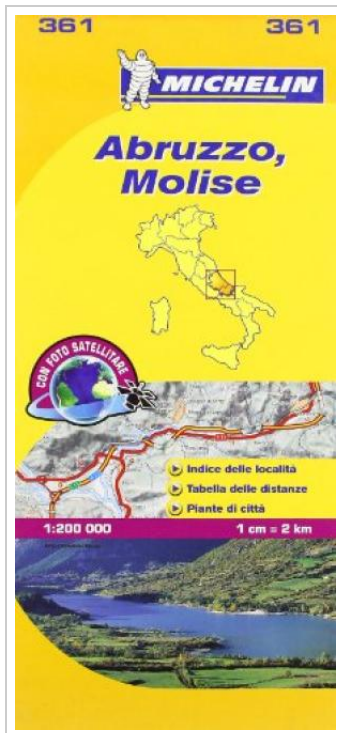 361 361
MICHELIN
Abruzzo,
Molise
CON FOTO SATELLITARE
Indice delle località
Tabella delle distanze
Piante di città
1:200 000 1 cm = 2 km